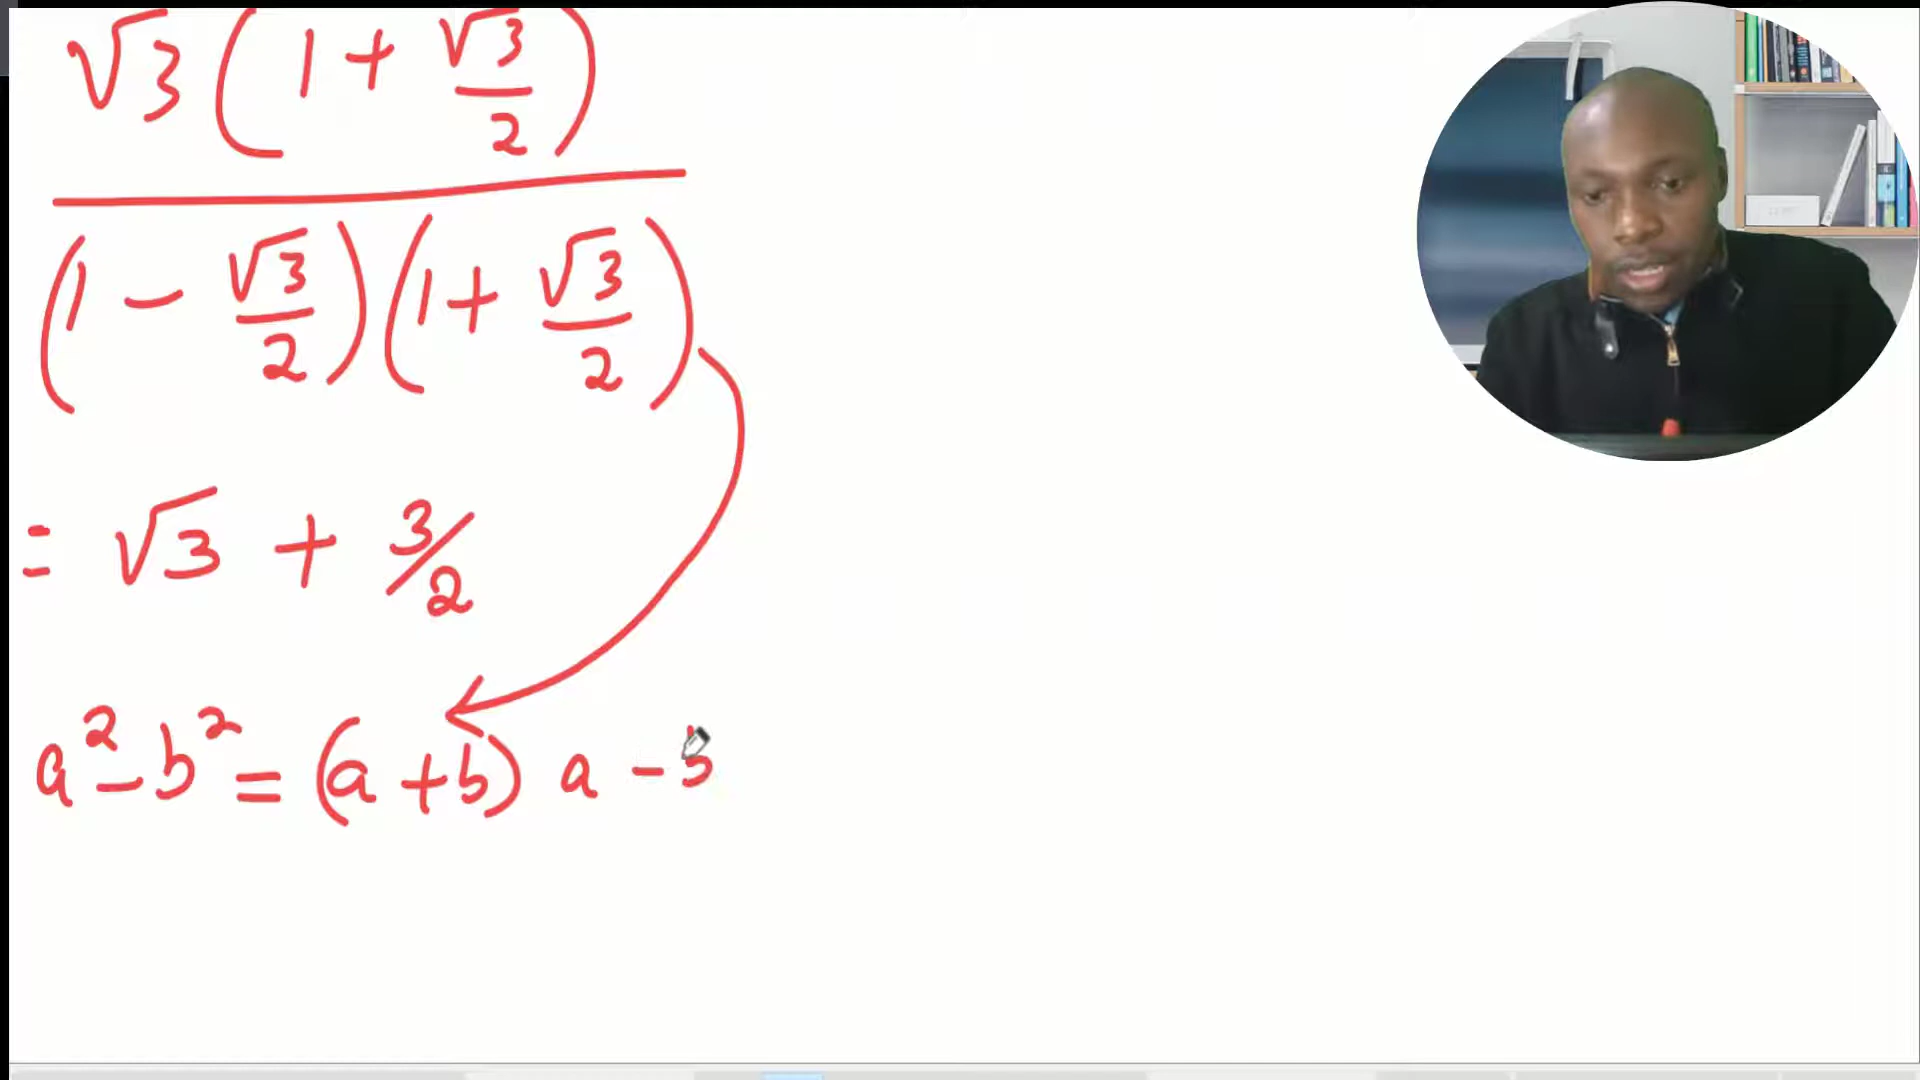 √3 ( 1 + √3/2 )
( 1 − √3/2 ) ( 1 + √3/2 )
= √3 + 3/2
a² − b² = (a + b) a − b